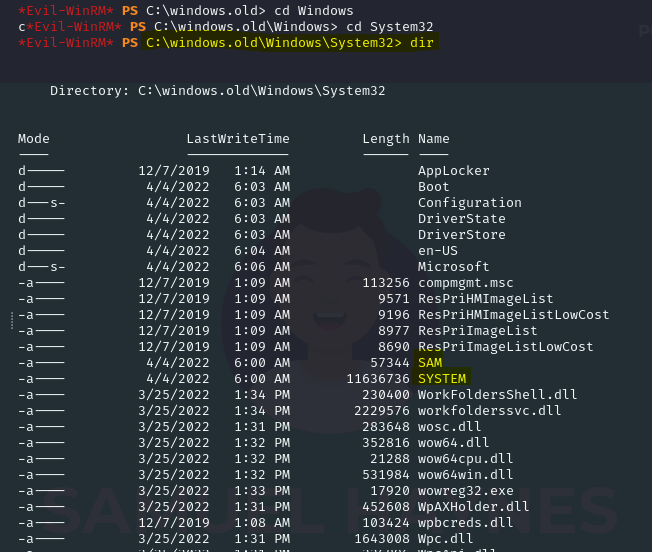 *Evil-WinRM* PS C:\windows.old> cd Windows
c*Evil-WinRM* PS C:\windows.old\Windows> cd System32
*Evil-WinRM* PS C:\windows.old\Windows\System32> dir
Directory: C:\windows.old\Windows\System32
Mode LastWriteTime Length Name
---- ------------- ------ ----
d----- 12/7/2019 1:14 AM AppLocker
d----- 4/4/2022 6:03 AM Boot
d---s- 4/4/2022 6:03 AM Configuration
d----- 4/4/2022 6:03 AM DriverState
d----- 4/4/2022 6:03 AM DriverStore
d----- 4/4/2022 6:04 AM en-US
d---s- 4/4/2022 6:06 AM Microsoft
-a---- 12/7/2019 1:09 AM 113256 compmgmt.msc
-a---- 12/7/2019 1:09 AM 9571 ResPriHMImageList
-a---- 12/7/2019 1:09 AM 9196 ResPriHMImageListLowCost
-a---- 12/7/2019 1:09 AM 8977 ResPriImageList
-a---- 12/7/2019 1:09 AM 8690 ResPriImageListLowCost
-a---- 4/4/2022 6:00 AM 57344 SAM
-a---- 4/4/2022 6:00 AM 11636736 SYSTEM
-a---- 3/25/2022 1:34 PM 230400 WorkFoldersShell.dll
-a---- 3/25/2022 1:34 PM 2229576 workfolderssvc.dll
-a---- 3/25/2022 1:31 PM 283648 wosc.dll
-a---- 3/25/2022 1:32 PM 352816 wow64.dll
-a---- 3/25/2022 1:32 PM 21288 wow64cpu.dll
-a---- 3/25/2022 1:32 PM 531984 wow64win.dll
-a---- 3/25/2022 1:33 PM 17920 wowreg32.exe
-a---- 3/25/2022 1:31 PM 452608 WpAXHolder.dll
-a---- 12/7/2019 1:08 AM 103424 wpbcreds.dll
-a---- 3/25/2022 1:31 PM 1643008 Wpc.dll